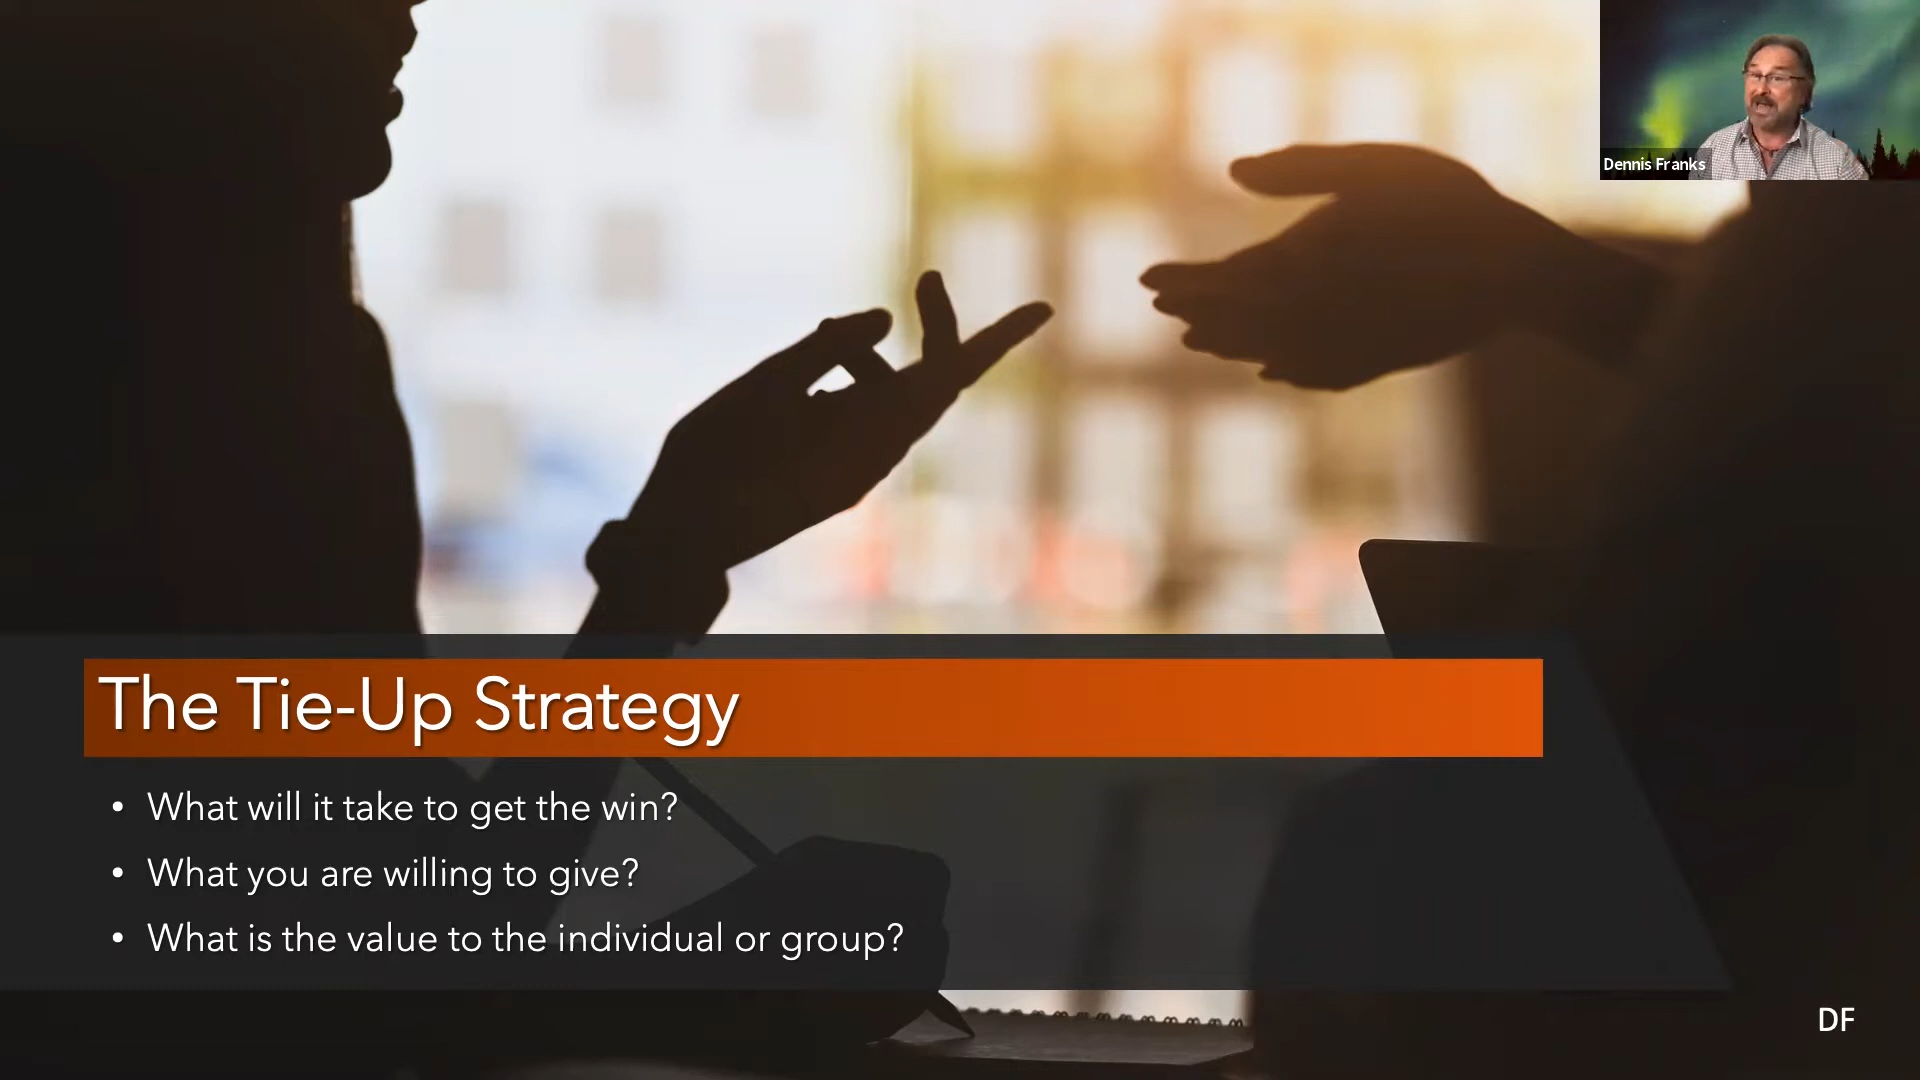 Dennis Franks
The Tie-Up Strategy
• What will it take to get the win?
• What you are willing to give?
• What is the value to the individual or group?
DF